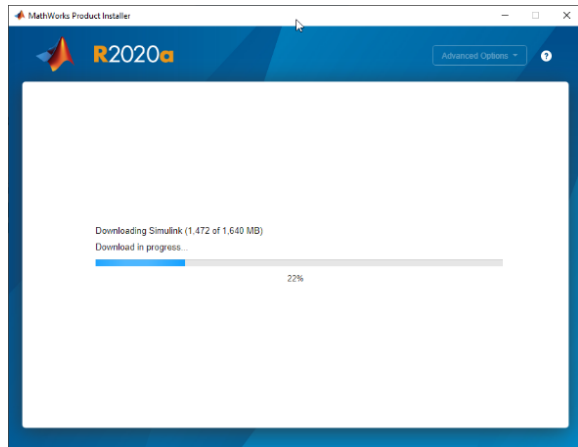 MathWorks Product Installer
R2020a
Advanced Options
?
Downloading Simulink (1,472 of 1,640 MB)
Download in progress...
22%